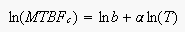 ln(MTBF_c) = ln b + α ln(T)